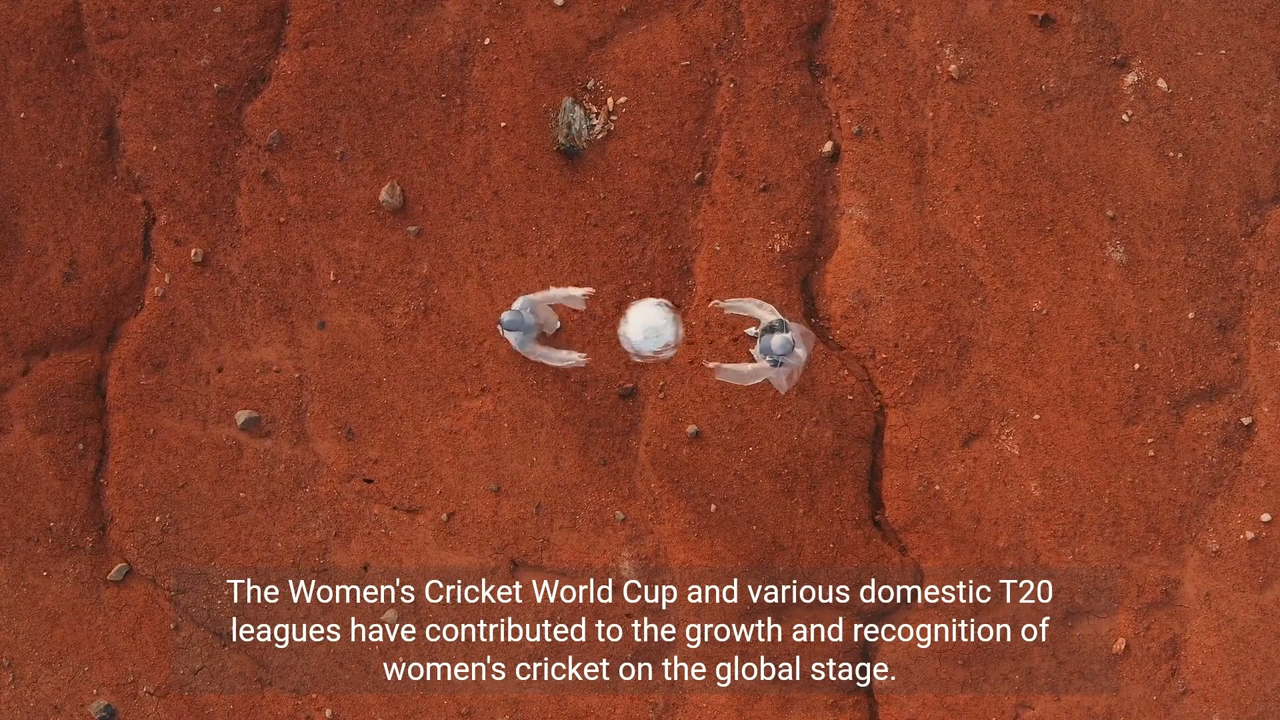 The Women's Cricket World Cup and various domestic T20
leagues have contributed to the growth and recognition of
women's cricket on the global stage.